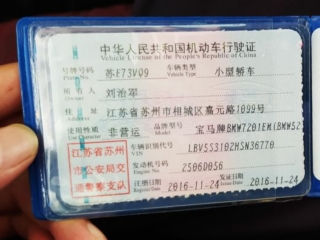 中华人民共和国机动车行驶证
Vehicle License of the People's Republic of China
号牌号码 苏E73V09 车辆类型 小型轿车
Plate No. Vehicle Type
所有人 刘治翠
Owner
住址 江苏省苏州市相城区嘉元路1099号
Address
使用性质 非营运 品牌型号 宝马牌BMW7201EM(BMW52
Use Character Model
江苏省苏州 车辆识别代号 LBV5S3102HSN36770
市公安局交 VIN
通警察支队 发动机号码 2506D056
Engine No.
注册日期 2016-11-24 发证日期 2016-11-24
Register Date Issue Date